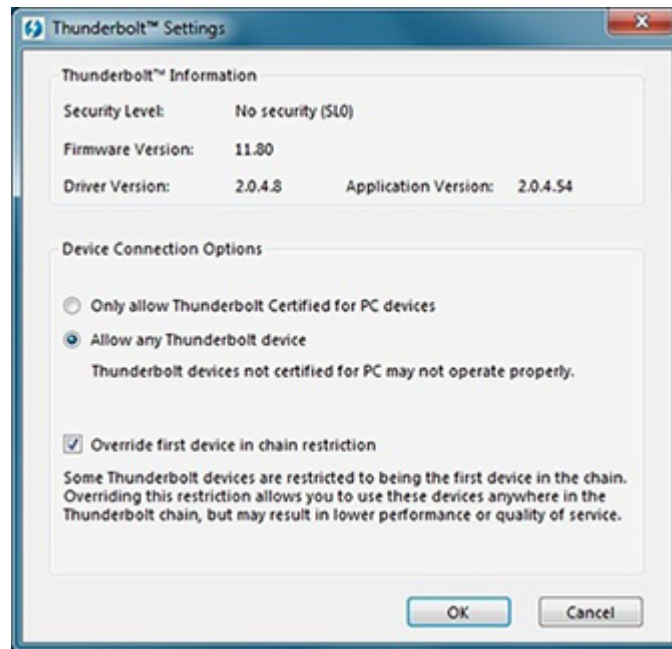 Thunderbolt™ Settings
Thunderbolt™ Information
Security Level: No security (SL0)
Firmware Version: 11.80
Driver Version: 2.0.4.8 Application Version: 2.0.4.54
Device Connection Options
Only allow Thunderbolt Certified for PC devices
Allow any Thunderbolt device
Thunderbolt devices not certified for PC may not operate properly.
Override first device in chain restriction
Some Thunderbolt devices are restricted to being the first device in the chain.
Overriding this restriction allows you to use these devices anywhere in the
Thunderbolt chain, but may result in lower performance or quality of service.
OK Cancel